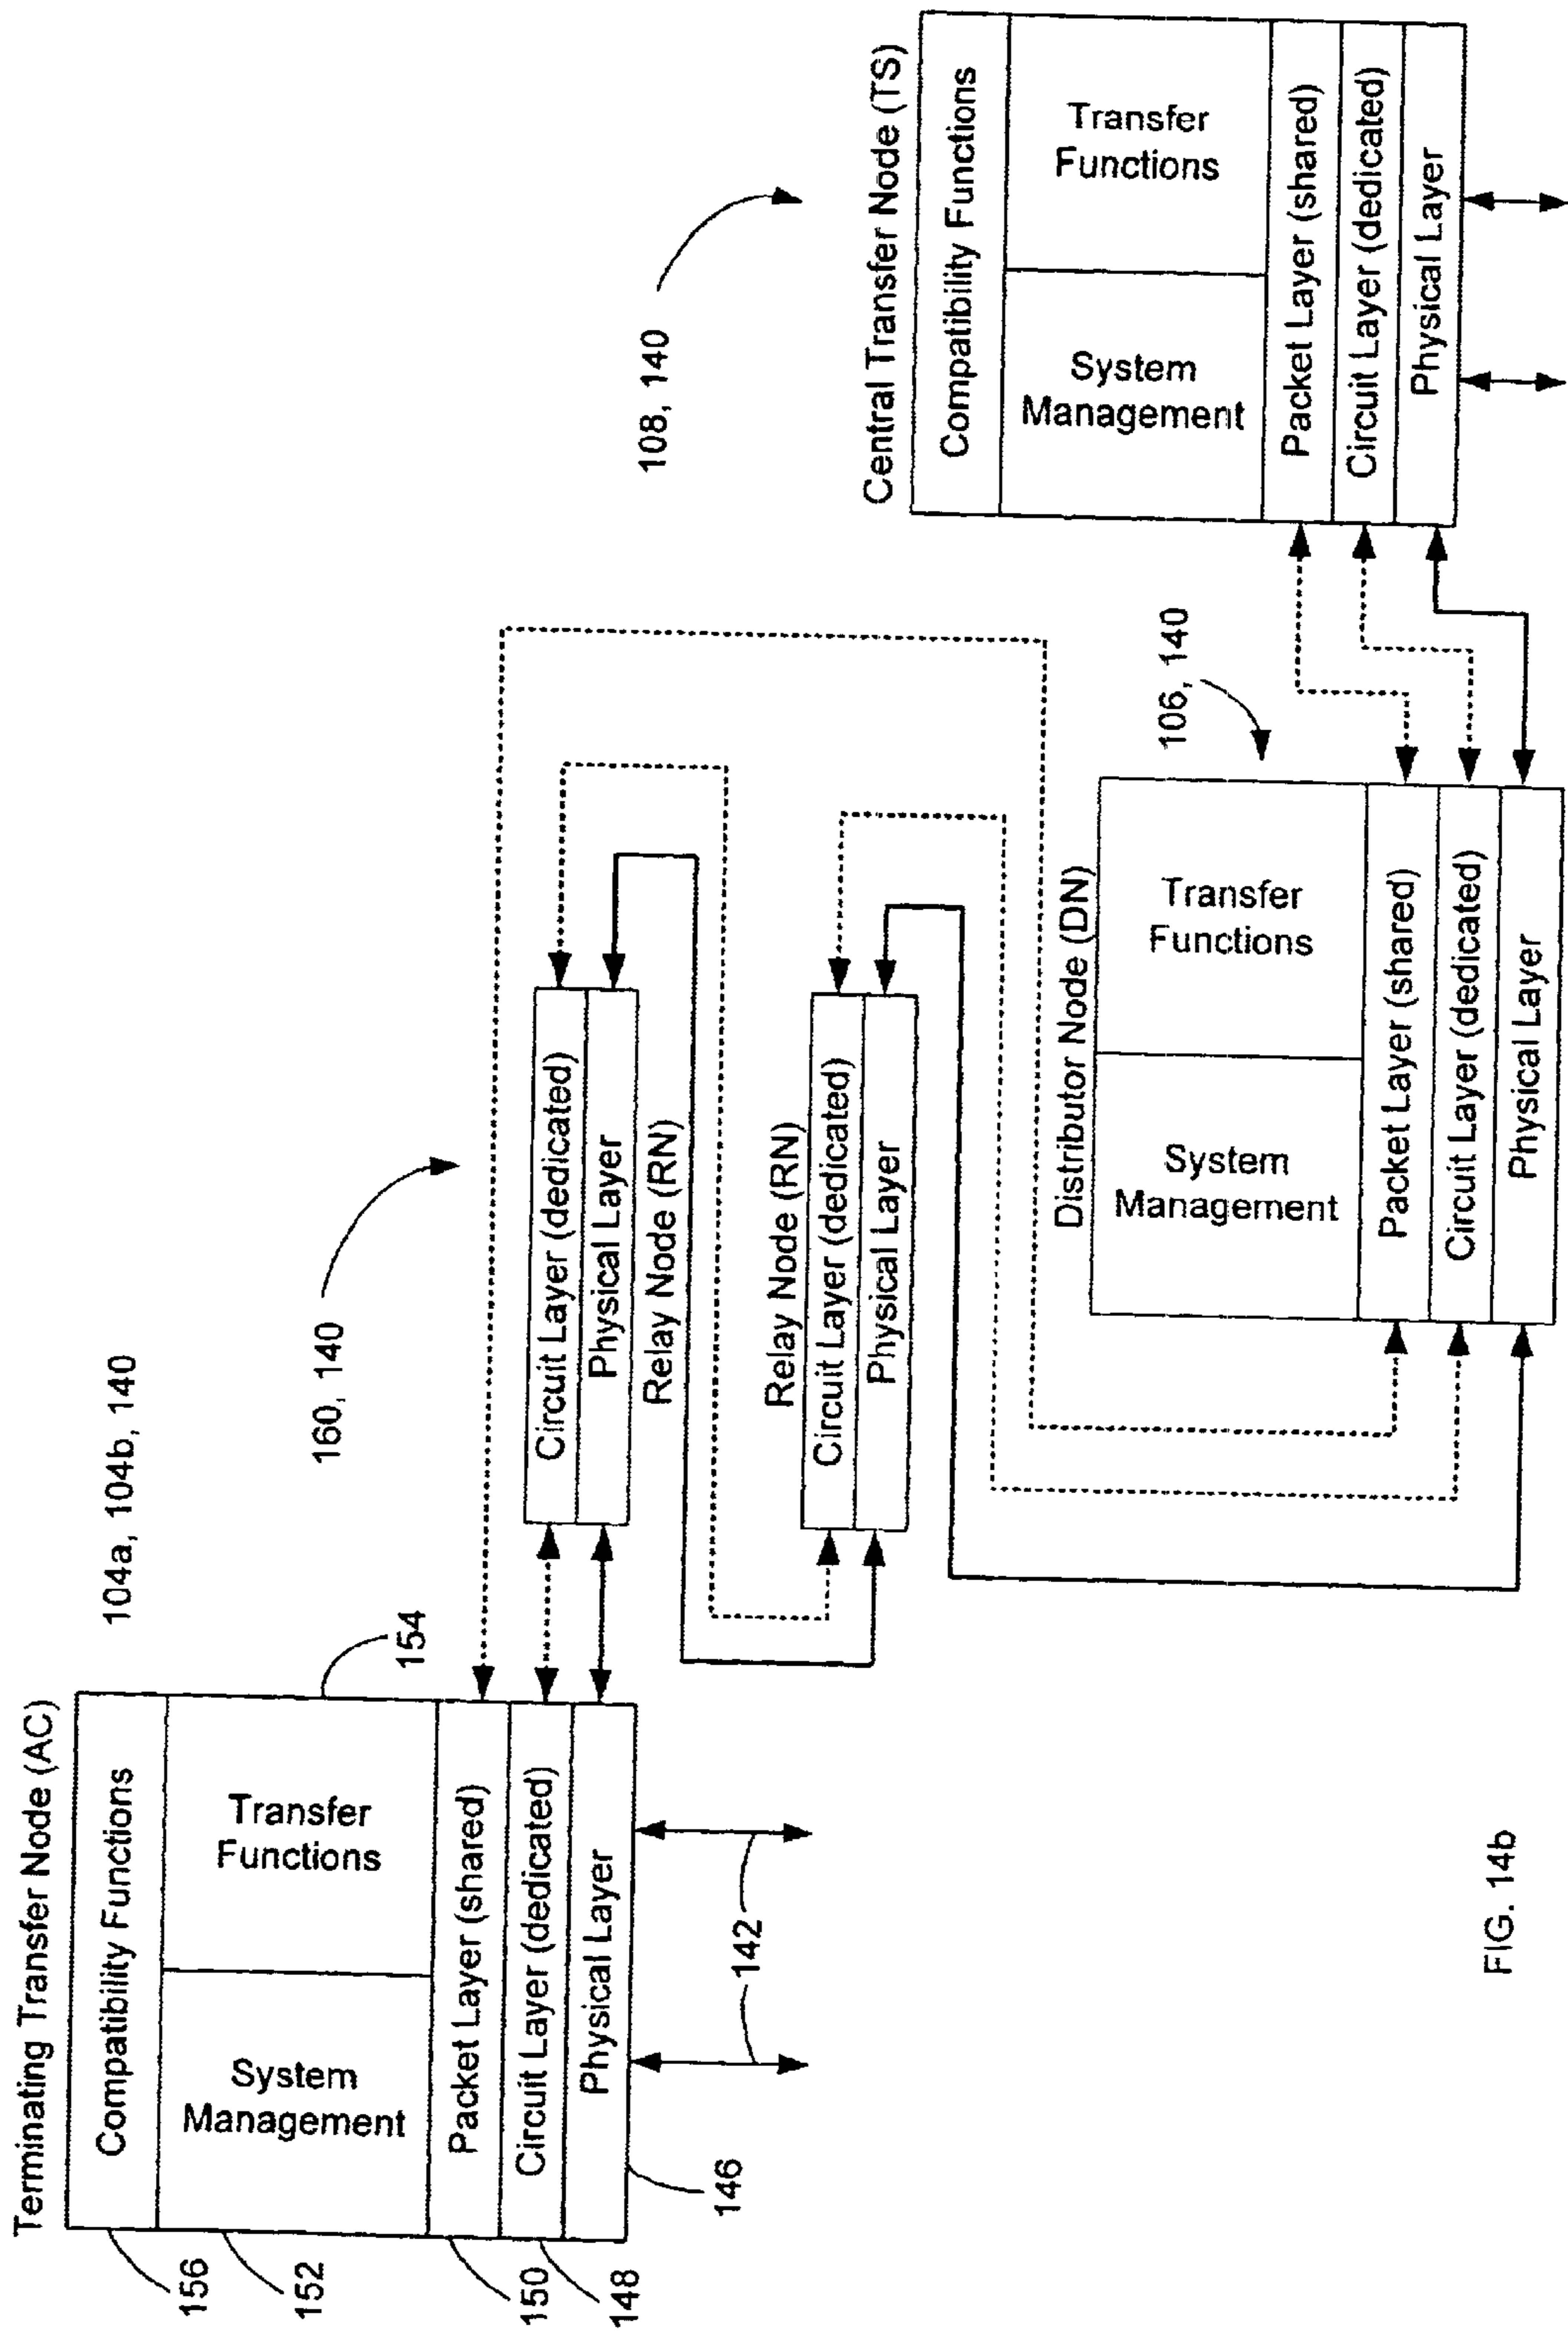 Terminating Transfer Node (AC)
104a, 104b, 140
Compatibility Functions
System
Management
Transfer
Functions
Packet Layer (shared)
Circuit Layer (dedicated)
Physical Layer
156
152
150
148
146
154
142
160, 140
Circuit Layer (dedicated)
Physical Layer
Relay Node (RN)
Relay Node (RN)
Circuit Layer (dedicated)
Physical Layer
106, 140
Distributor Node (DN)
System
Management
Transfer
Functions
Packet Layer (shared)
Circuit Layer (dedicated)
Physical Layer
108, 140
Central Transfer Node (TS)
Compatibility Functions
System
Management
Transfer
Functions
Packet Layer (shared)
Circuit Layer (dedicated)
Physical Layer
FIG. 14b